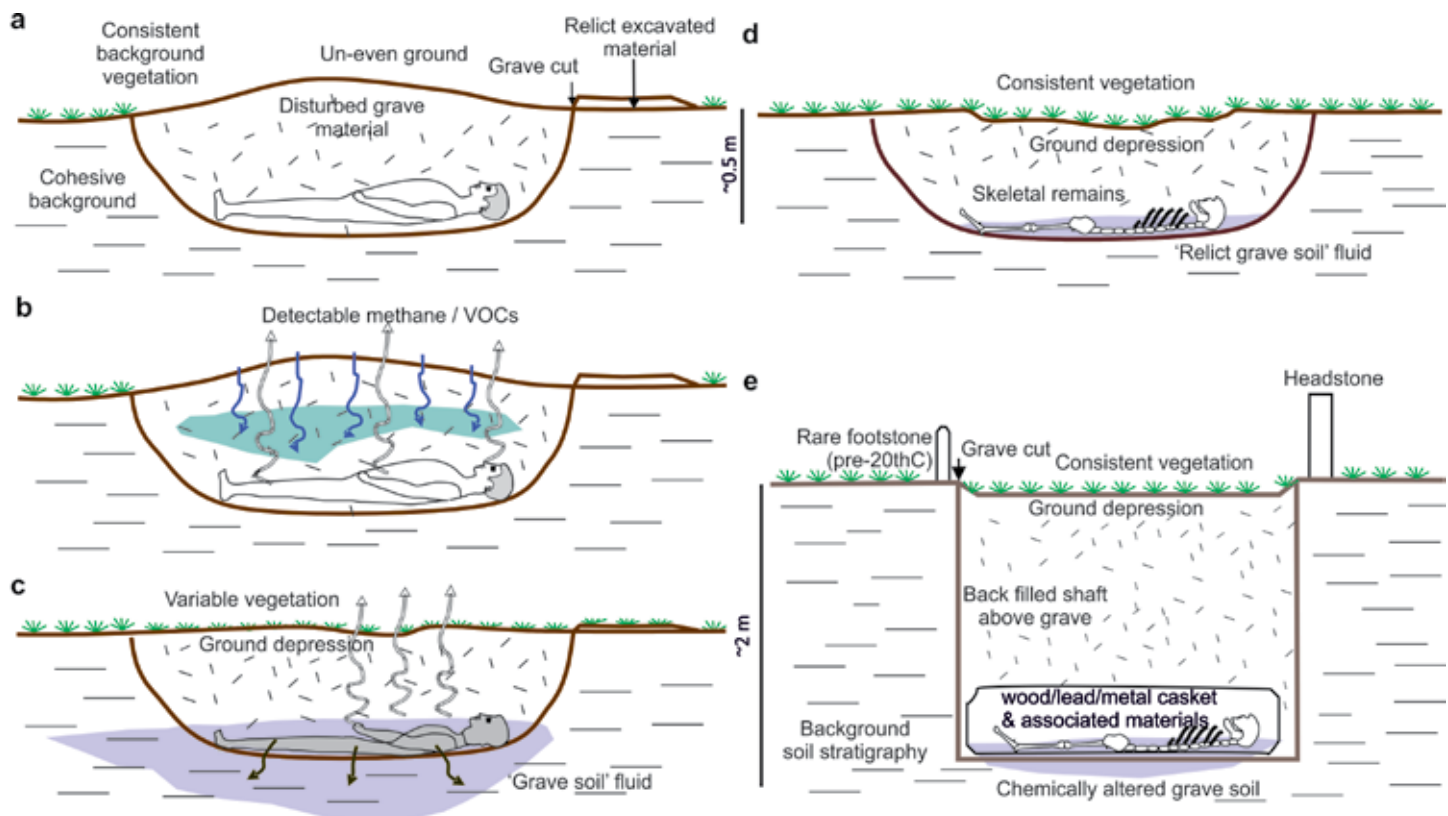 a
Consistent
background
vegetation
Un-even ground
Relict excavated
material
Grave cut
Disturbed grave
material
Cohesive
background
~0.5 m
b
Detectable methane / VOCs
c
Variable vegetation
Ground depression
'Grave soil' fluid
d
Consistent vegetation
Ground depression
Skeletal remains
'Relict grave soil' fluid
e
Headstone
Rare footstone
(pre-20thC)
Grave cut
Consistent vegetation
Ground depression
~2 m
Back filled shaft
above grave
wood/lead/metal casket
& associated materials
Background
soil stratigraphy
Chemically altered grave soil